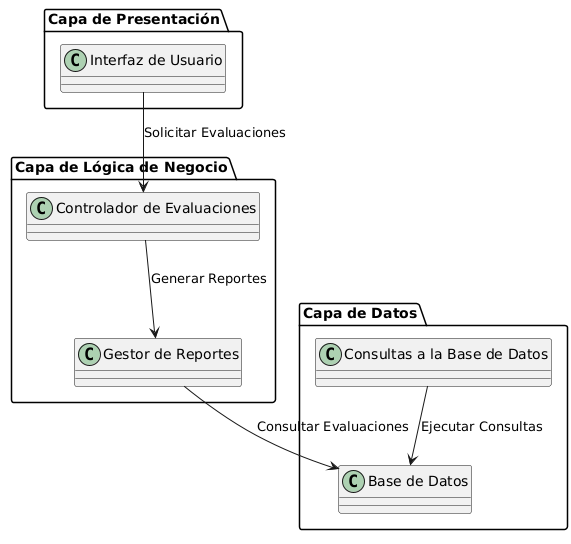 Capa de Presentación
C Interfaz de Usuario
Solicitar Evaluaciones
Capa de Lógica de Negocio
C Controlador de Evaluaciones
Generar Reportes
C Gestor de Reportes
Capa de Datos
C Consultas a la Base de Datos
Consultar Evaluaciones
Ejecutar Consultas
C Base de Datos